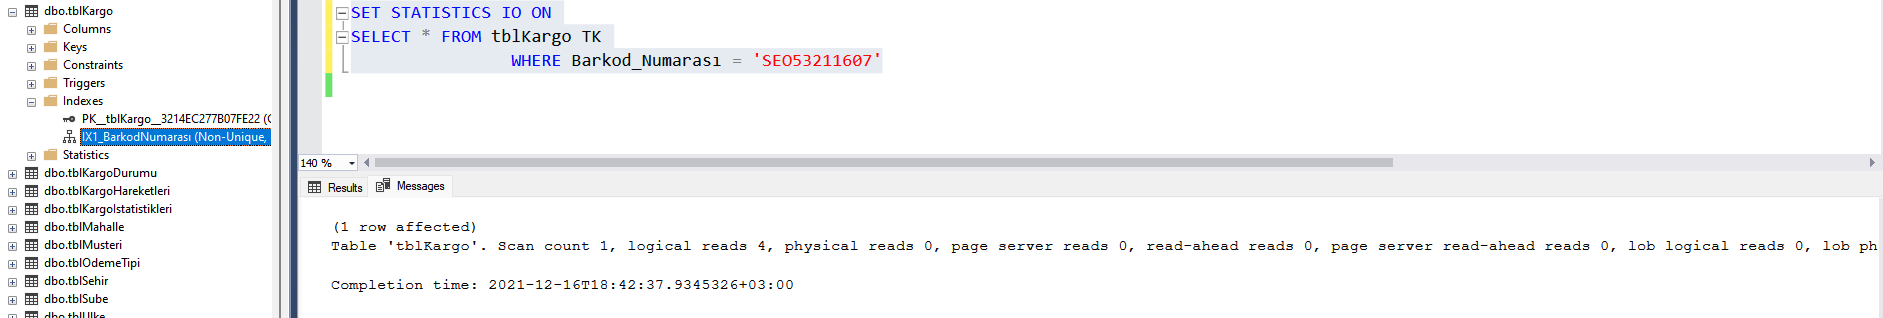 dbo.tblKargo
Columns
Keys
Constraints
Triggers
Indexes
PK__tblKargo__3214EC277B07FE22 (C
IX1_BarkodNumarası (Non-Unique,
Statistics
dbo.tblKargoDurumu
dbo.tblKargoHareketleri
dbo.tblKargoIstatistikleri
dbo.tblMahalle
dbo.tblMusteri
dbo.tblOdemeTipi
dbo.tblSehir
dbo.tblSube
dbo.tblUlke
SET STATISTICS IO ON
SELECT * FROM tblKargo TK
WHERE Barkod_Numarası = 'SEO53211607'
140 %
Results
Messages
(1 row affected)
Table 'tblKargo'. Scan count 1, logical reads 4, physical reads 0, page server reads 0, read-ahead reads 0, page server read-ahead reads 0, lob logical reads 0, lob ph
Completion time: 2021-12-16T18:42:37.9345326+03:00